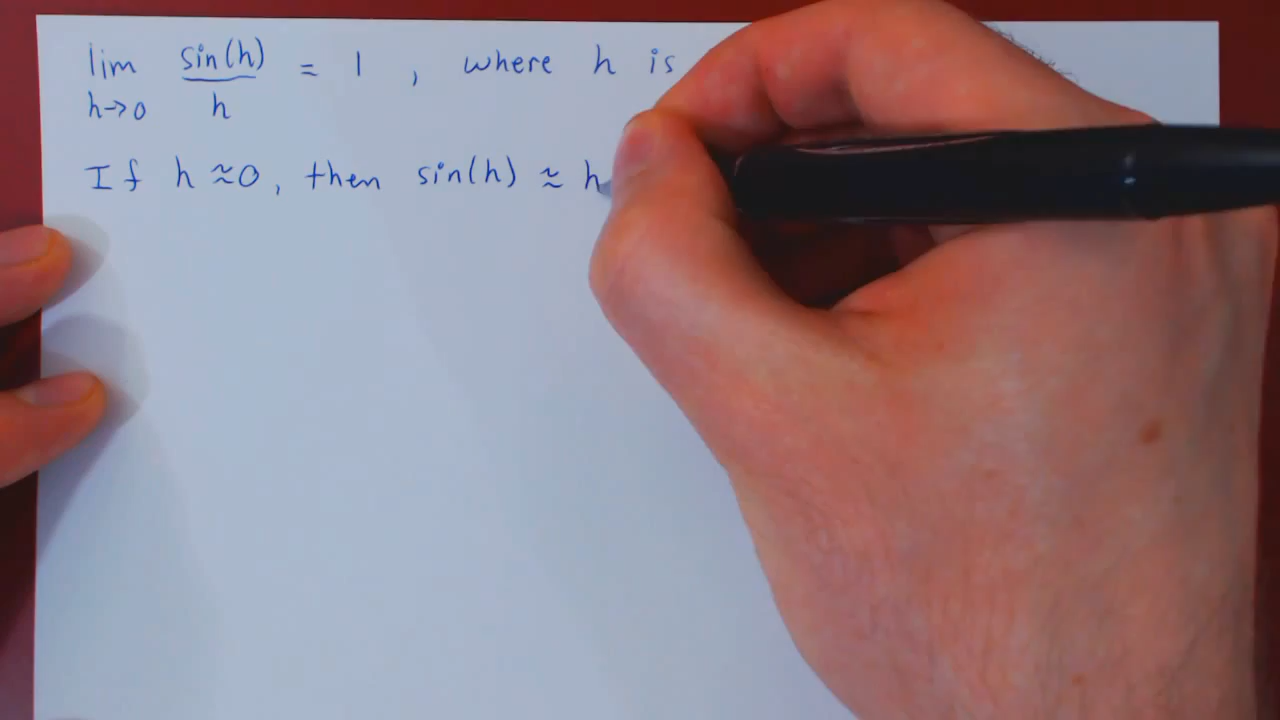 lim sin(h)/h = 1 , where h is
h→0
If h ≈ 0, then sin(h) ≈ h